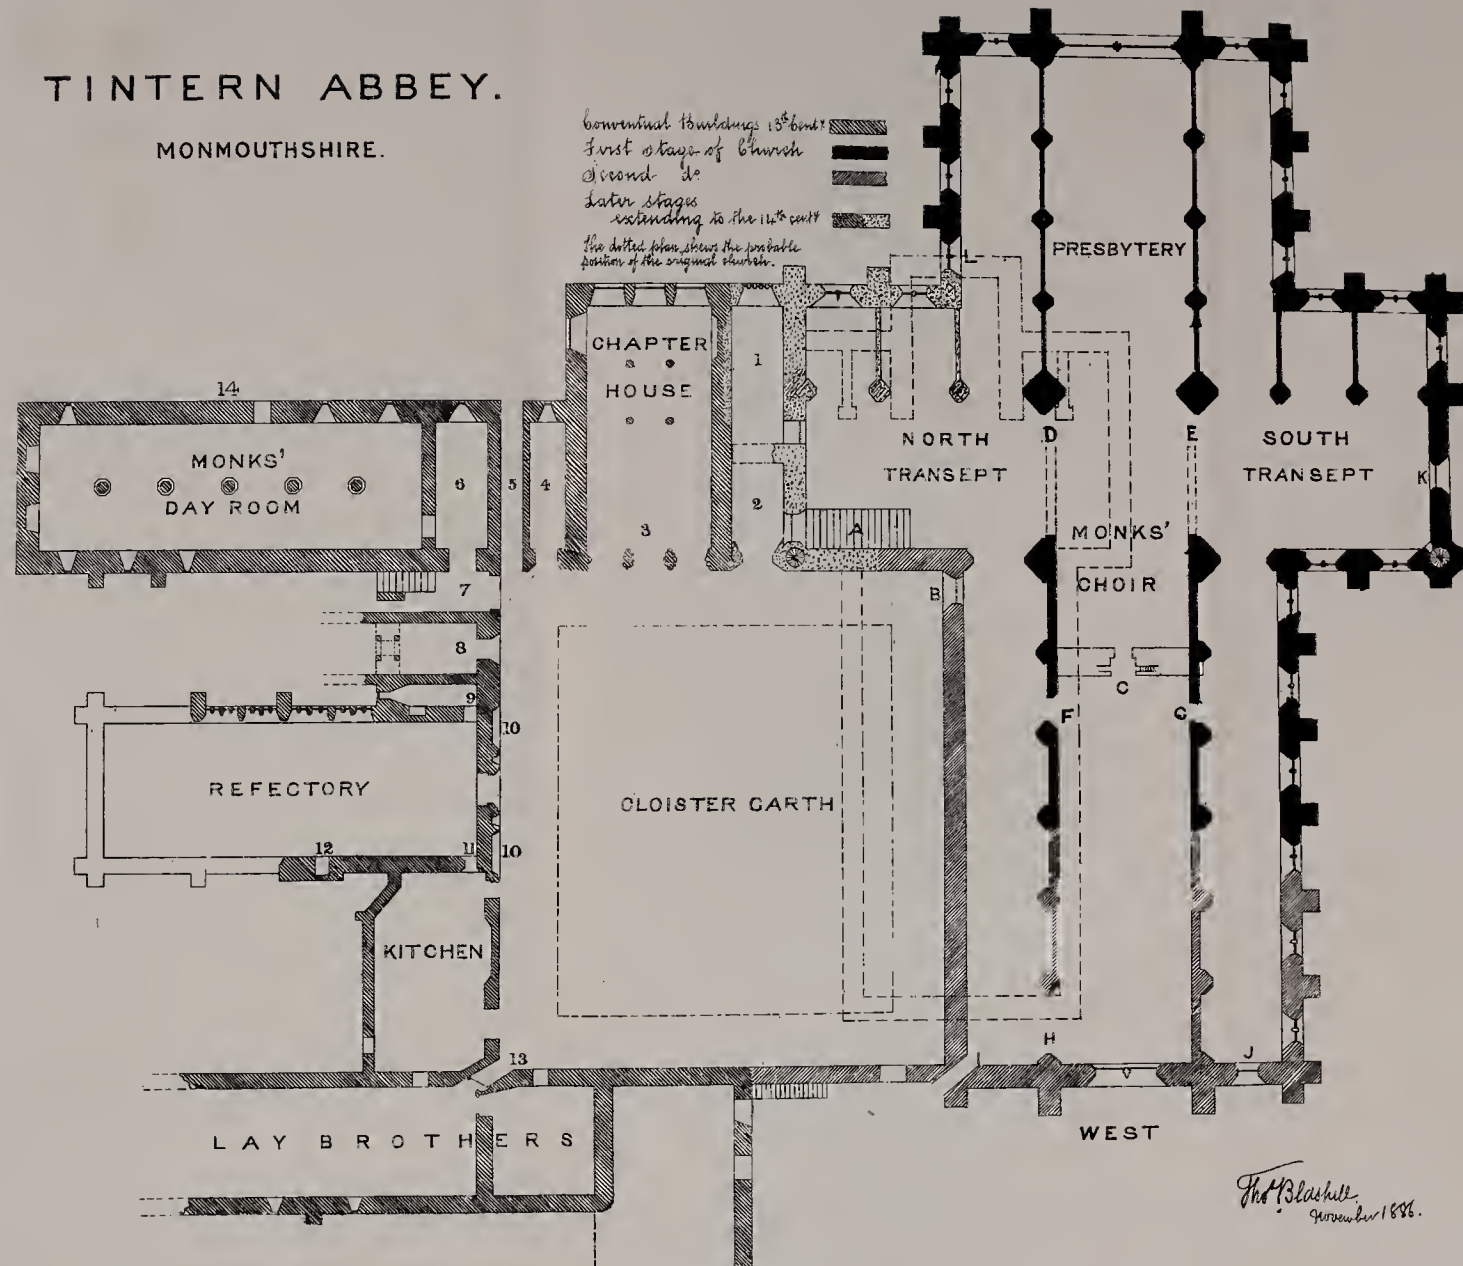 TINTERN ABBEY.
MONMOUTHSHIRE.
Conventual Buildings 13th Centy
First stage of Church
Second do
Later stages
extending to the 14th centy
The dotted plan shews the probable
position of the original church.
PRESBYTERY
L
CHAPTER
HOUSE
1
14
MONKS'
DAY ROOM
6
5
4
3
2
NORTH
TRANSEPT
D
E
SOUTH
TRANSEPT
K
A
MONKS'
CHOIR
B
7
8
9
10
C
F
G
REFECTORY
CLOISTER GARTH
12
11
10
KITCHEN
13
H
I
J
LAY BROTHERS
WEST
Thos Blashill
November 1886.